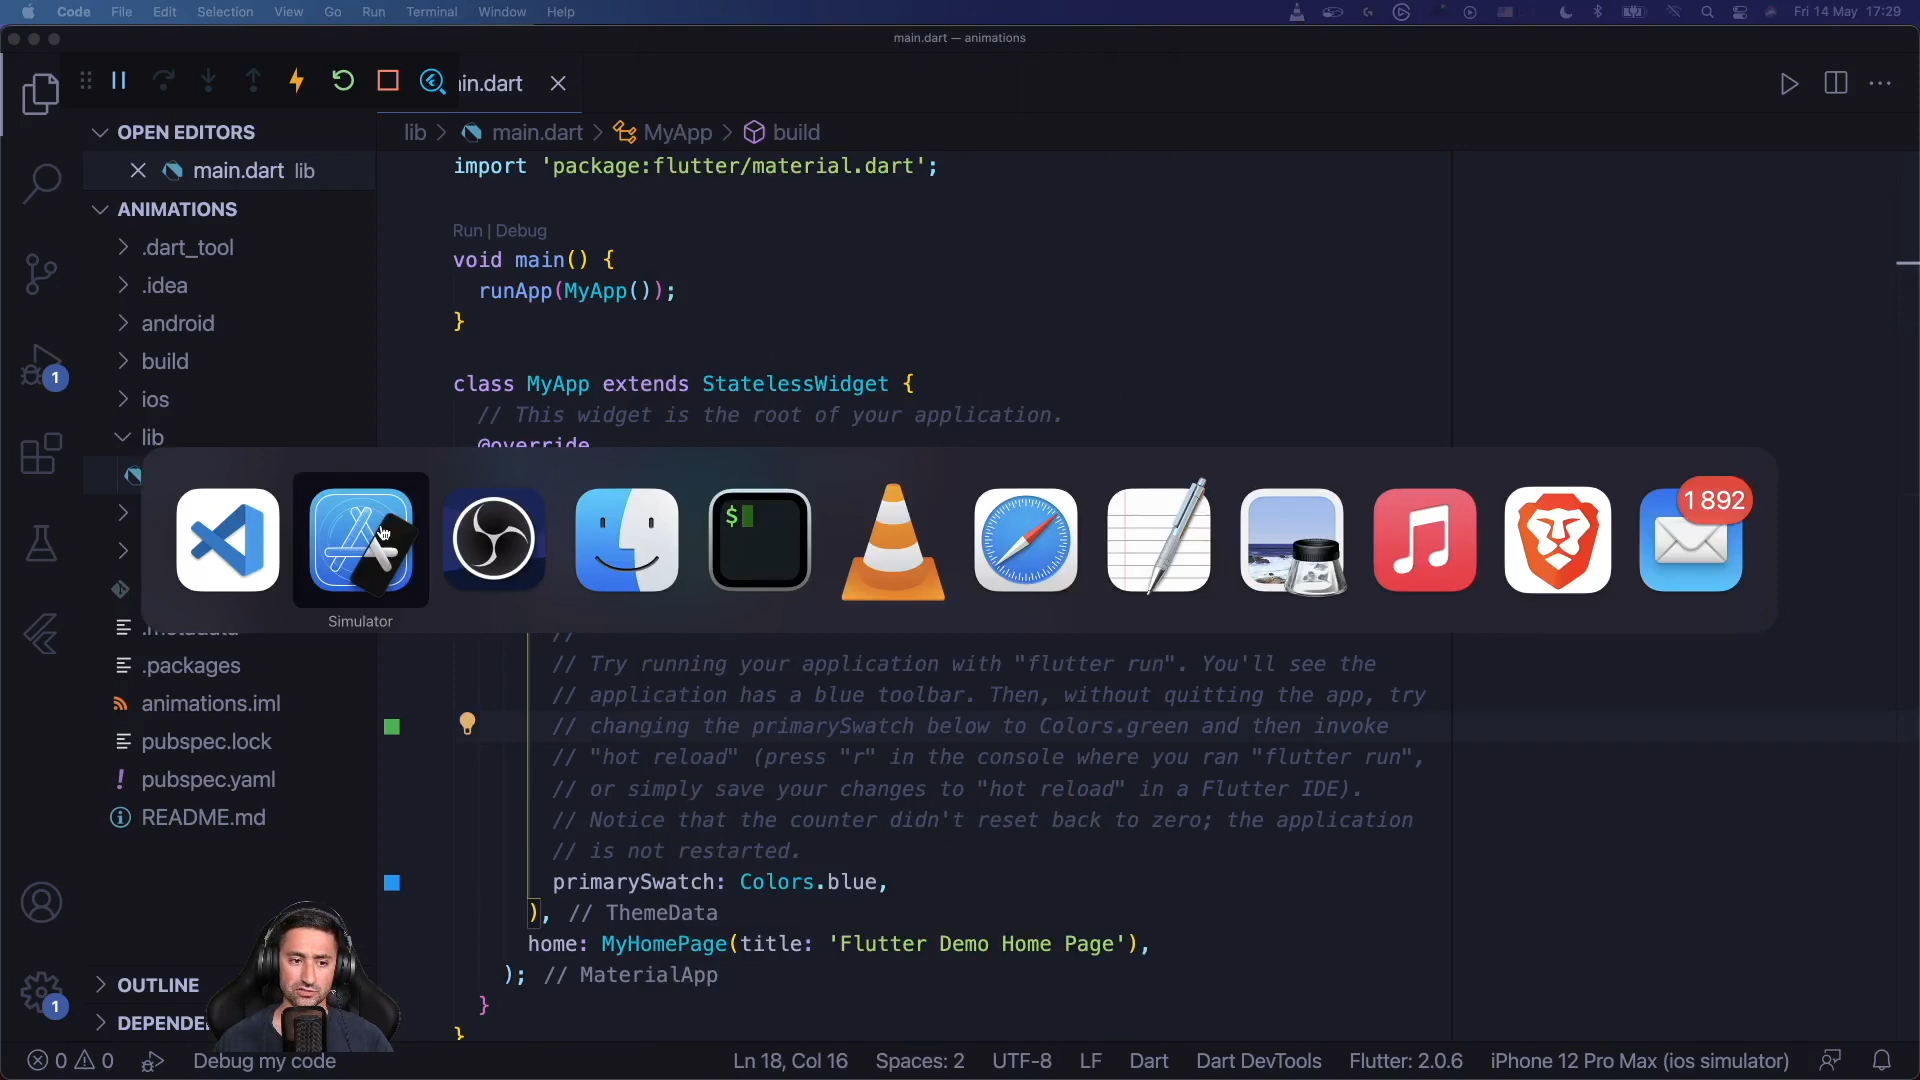 Code File Edit Selection View Go Run Terminal Window Help
Fri 14 May 17:29
main.dart — animations
in.dart
OPEN EDITORS
main.dart lib
lib > main.dart > MyApp > build
ANIMATIONS
.dart_tool
.idea
android
build
ios
lib
.packages
animations.iml
pubspec.lock
pubspec.yaml
README.md
OUTLINE
1
1
import 'package:flutter/material.dart';
Run | Debug
void main() {
runApp(MyApp());
}
class MyApp extends StatelessWidget {
// This widget is the root of your application.
@override
$
1 892
Simulator
//
// Try running your application with "flutter run". You'll see the
// application has a blue toolbar. Then, without quitting the app, try
// changing the primarySwatch below to Colors.green and then invoke
// "hot reload" (press "r" in the console where you ran "flutter run",
// or simply save your changes to "hot reload" in a Flutter IDE).
// Notice that the counter didn't reset back to zero; the application
// is not restarted.
primarySwatch: Colors.blue,
), // ThemeData
home: MyHomePage(title: 'Flutter Demo Home Page'),
); // MaterialApp
}
}
0 0 Debug my code
Ln 18, Col 16 Spaces: 2 UTF-8 LF Dart Dart DevTools Flutter: 2.0.6 iPhone 12 Pro Max (ios simulator)